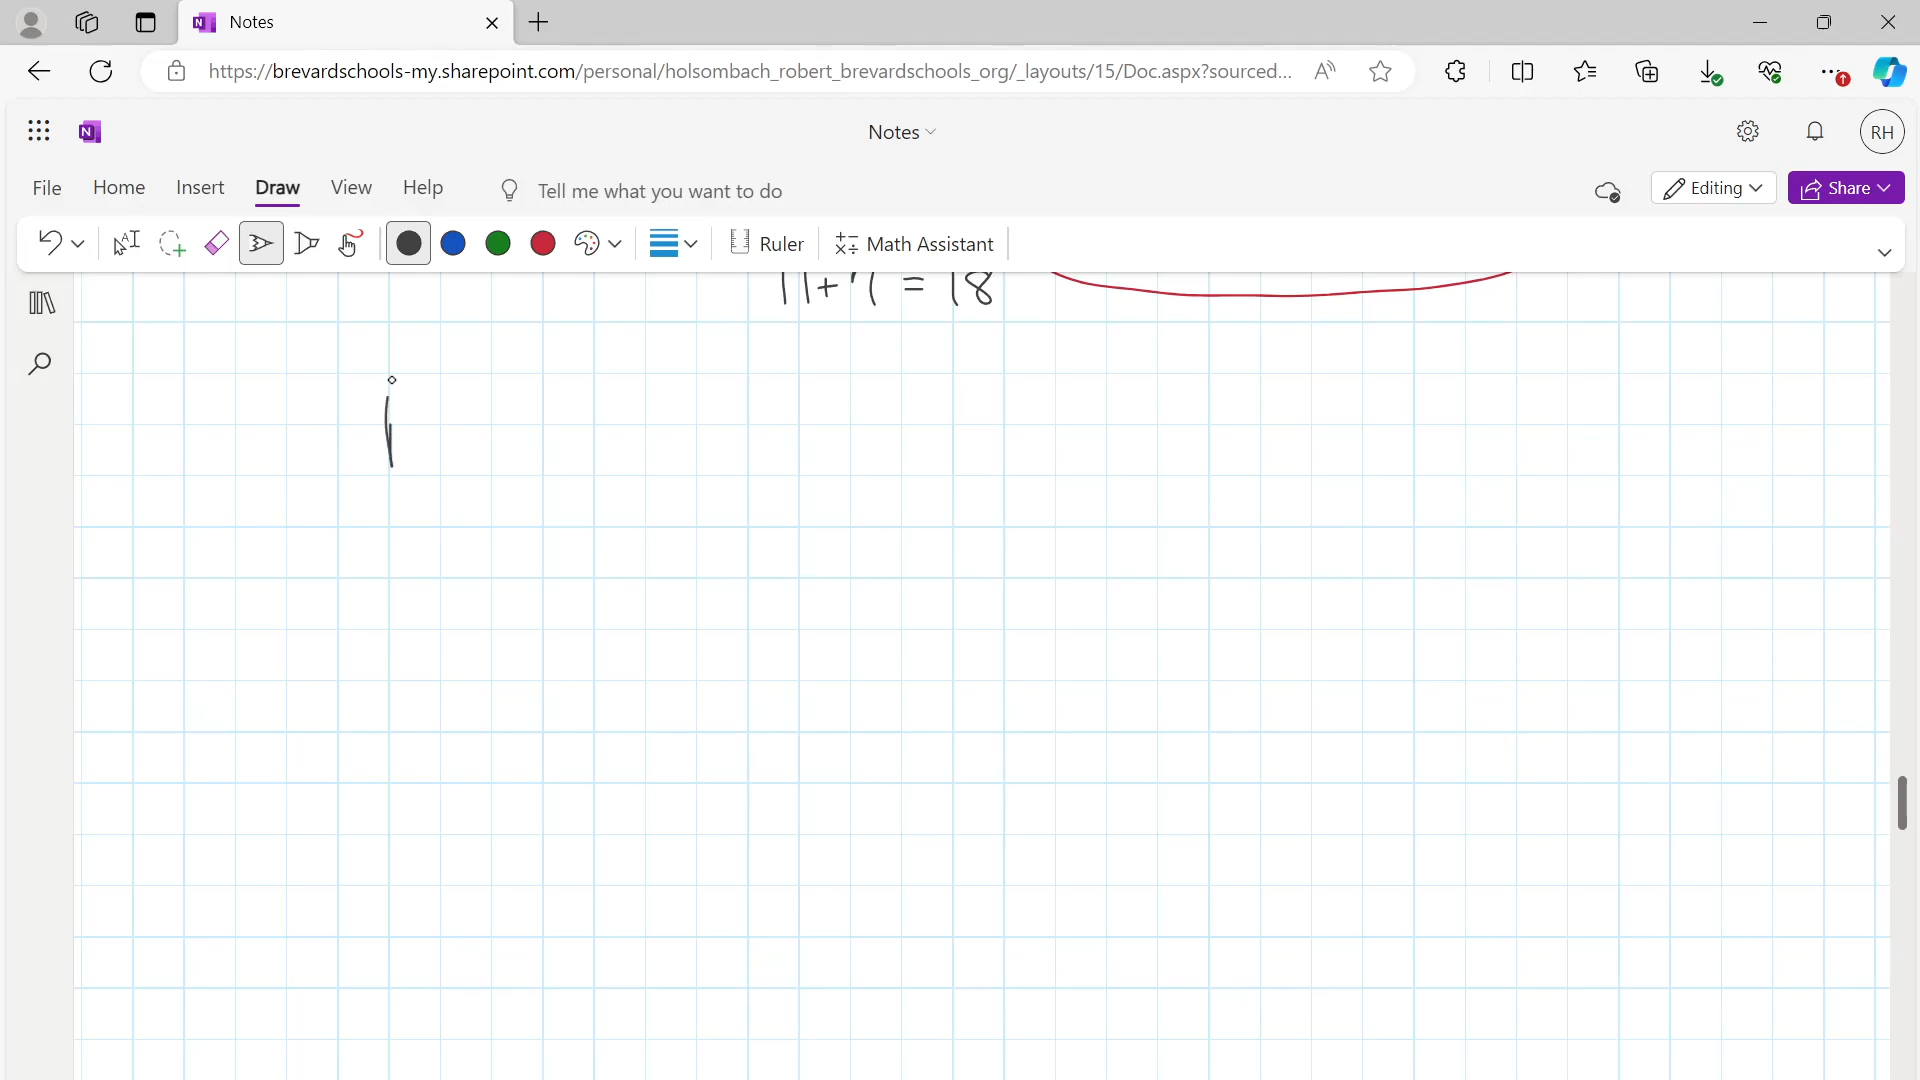 Notes
https://brevardschools-my.sharepoint.com/personal/holsombach_robert_brevardschools_org/_layouts/15/Doc.aspx?sourced...
N
Notes
RH
File Home Insert Draw View Help Tell me what you want to do Editing Share
Ruler Math Assistant
11+7 = 18